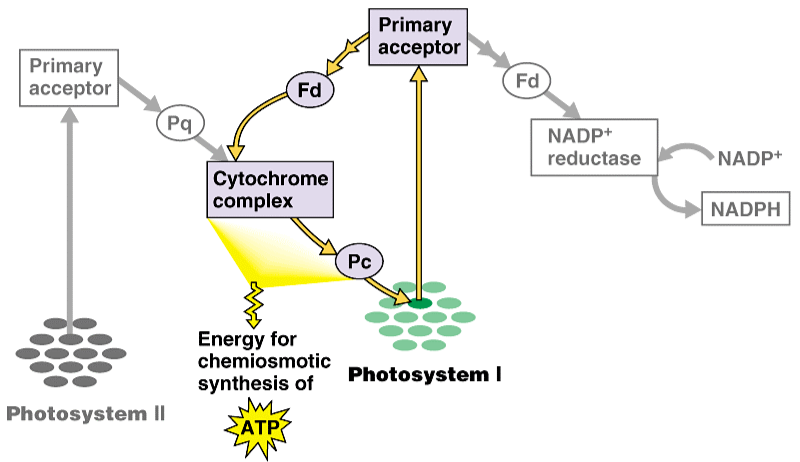 Primary
acceptor
Primary
acceptor
Fd
Fd
Pq
NADP⁺
reductase
NADP⁺
NADPH
Cytochrome
complex
Pc
Energy for
chemiosmotic
synthesis of
ATP
Photosystem I
Photosystem II